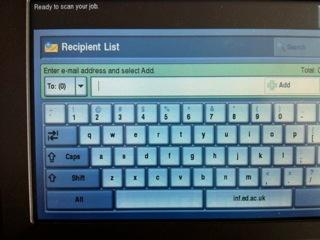 Ready to scan your job.
Recipient List
Search
Enter e-mail address and select Add.
Total:
To: (0)
Add
1 2 3 4 5 6 7 8 9 0 -
q w e r t y u i o p
Caps a s d f g h j k l
Shift z x c v b n m
Alt
inf.ed.ac.uk